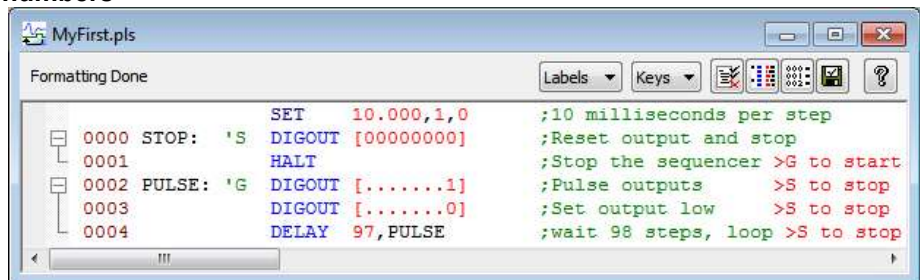 MyFirst.pls
Formatting Done Labels Keys ?
SET 10.000,1,0 ;10 milliseconds per step
0000 STOP: 'S DIGOUT [00000000] ;Reset output and stop
0001 HALT ;Stop the sequencer >G to start
0002 PULSE: 'G DIGOUT [.......1] ;Pulse outputs >S to stop
0003 DIGOUT [.......0] ;Set output low >S to stop
0004 DELAY 97,PULSE ;wait 98 steps, loop >S to stop